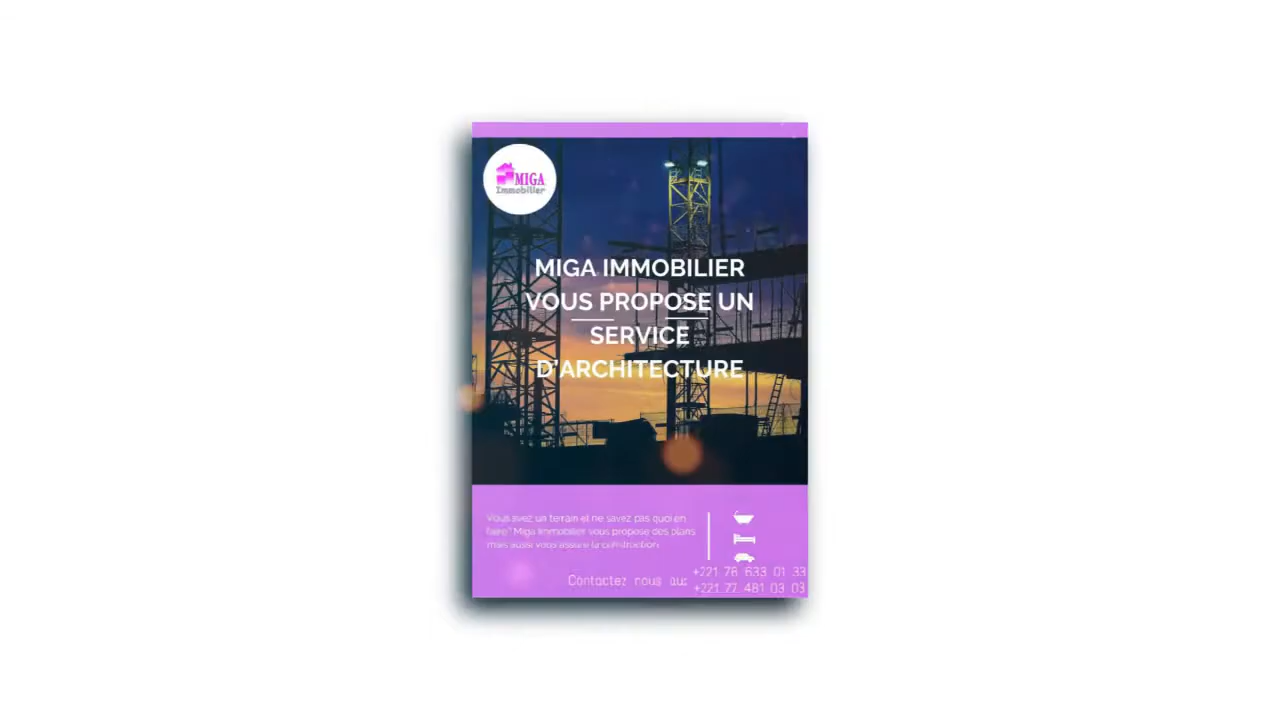 MIGA
Immobilier
MIGA IMMOBILIER
VOUS PROPOSE UN
SERVICE
D'ARCHITECTURE
Vous avez un terrain et ne savez pas quoi en
faire? Miga Immobilier vous propose des plans
mais aussi vous assure la construction
Contactez nous au:
+221 76 633 01 33
+221 77 481 03 03